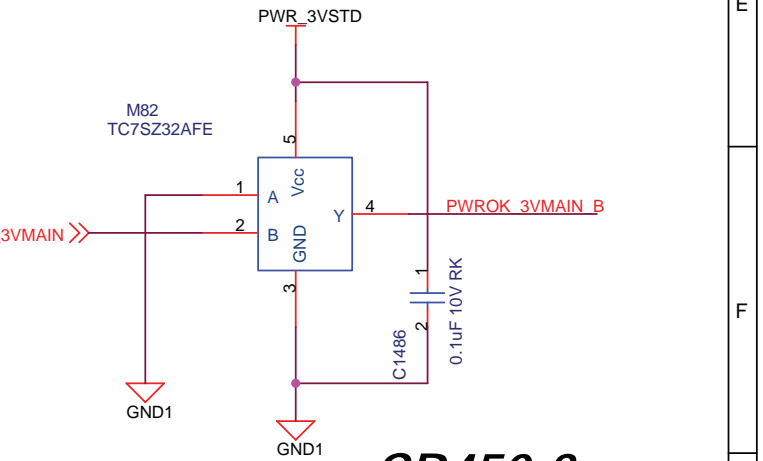 PWR_3VSTD
E
M82
TC7SZ32AFE
5
Vcc
1
A
4
PWROK_3VMAIN_B
Y
_3VMAIN
2
B
GND
3
1
2
C1486
0.1uF 10V RK
F
GND1
GND1